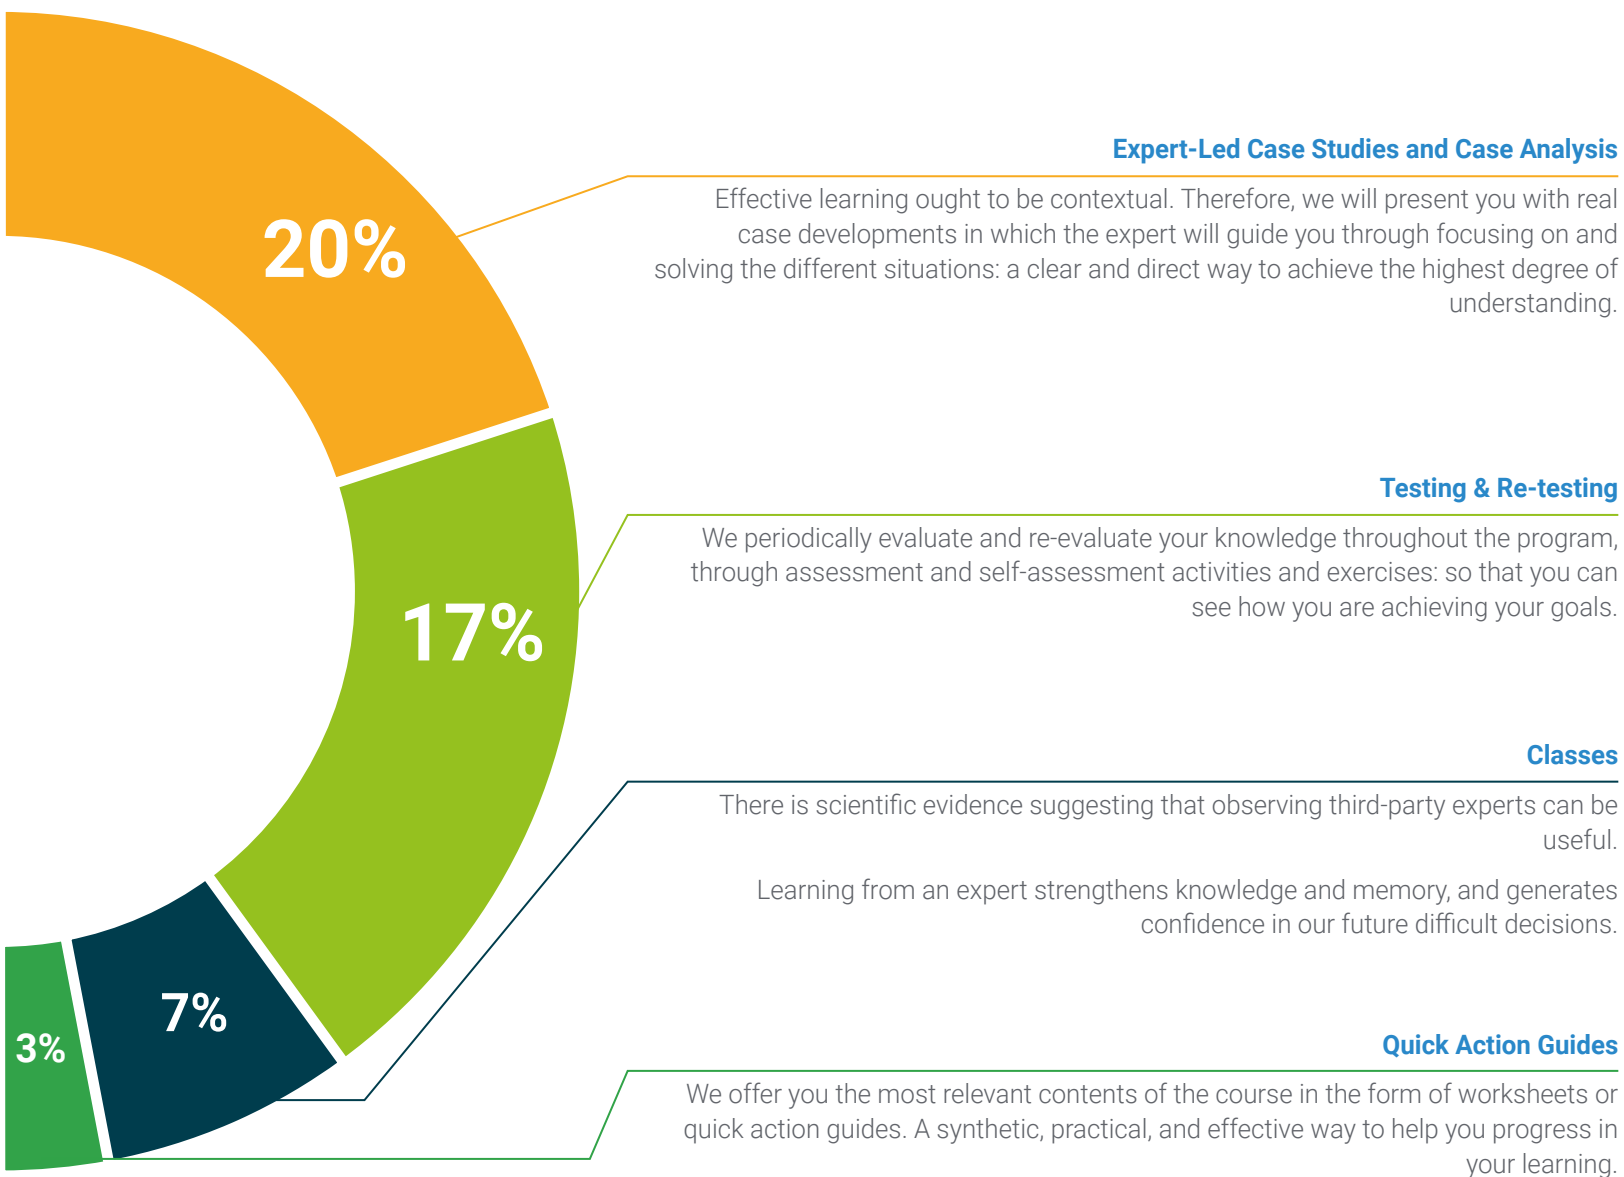 20%
17%
7%
3%
Expert-Led Case Studies and Case Analysis
Effective learning ought to be contextual. Therefore, we will present you with real
case developments in which the expert will guide you through focusing on and
solving the different situations: a clear and direct way to achieve the highest degree of
understanding.
Testing & Re-testing
We periodically evaluate and re-evaluate your knowledge throughout the program,
through assessment and self-assessment activities and exercises: so that you can
see how you are achieving your goals.
Classes
There is scientific evidence suggesting that observing third-party experts can be
useful.
Learning from an expert strengthens knowledge and memory, and generates
confidence in our future difficult decisions.
Quick Action Guides
We offer you the most relevant contents of the course in the form of worksheets or
quick action guides. A synthetic, practical, and effective way to help you progress in
your learning.